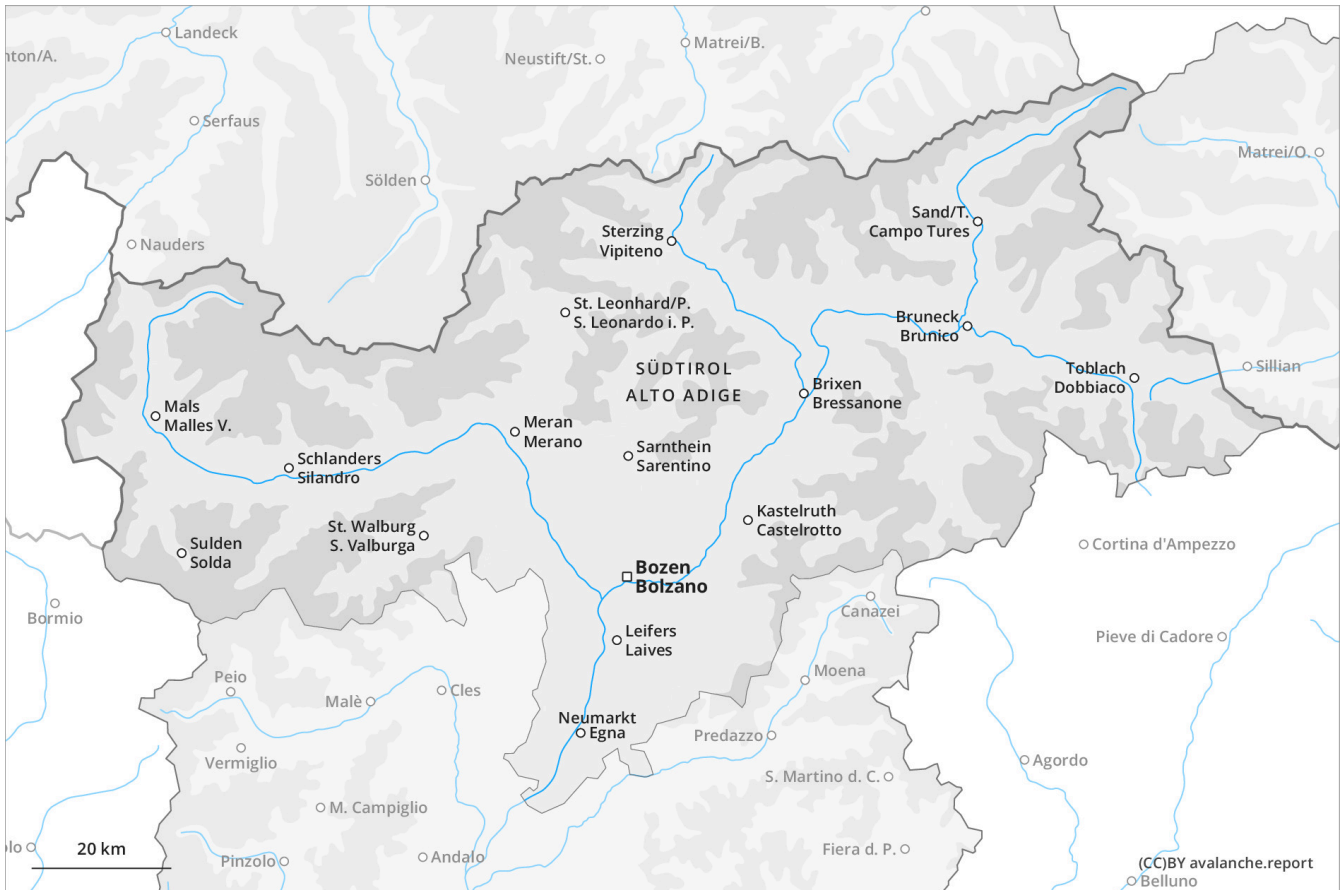 Landeck
Matrei/B.
nton/A.
Neustift/St.
Serfaus
Matrei/O.
Sölden
Sand/T.
Campo Tures
Nauders
Sterzing
Vipiteno
St. Leonhard/P.
S. Leonardo i. P.
Bruneck
Brunico
SÜDTIROL
ALTO ADIGE
Toblach
Dobbiaco
Sillian
Brixen
Bressanone
Mals
Malles V.
Meran
Merano
Schlanders
Silandro
Sarnthein
Sarentino
Kastelruth
Castelrotto
St. Walburg
S. Valburga
Sulden
Solda
Cortina d'Ampezzo
Bozen
Bolzano
Bormio
Canazei
Leifers
Laives
Pieve di Cadore
Peio
Malè
Cles
Moena
Neumarkt
Egna
Predazzo
Vermiglio
Agordo
S. Martino d. C.
M. Campiglio
olo
20 km
Pinzolo
Andalo
Fiera d. P.
(CC)BY avalanche.report
Belluno